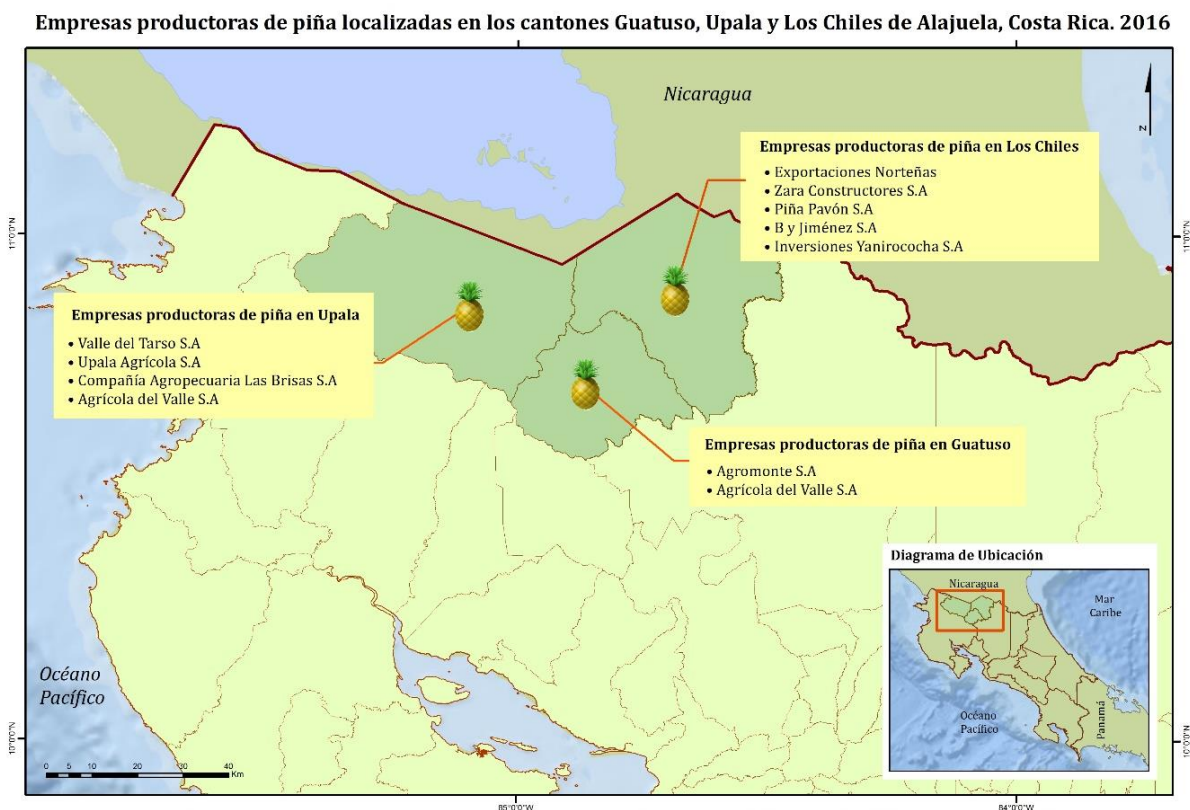 Empresas productoras de piña localizadas en los cantones Guatuso, Upala y Los Chiles de Alajuela, Costa Rica. 2016
Nicaragua
N
Empresas productoras de piña en Los Chiles
• Exportaciones Norteñas
• Zara Constructores S.A
• Piña Pavón S.A
• B y Jiménez S.A
• Inversiones Yanirococha S.A
11°0'0"N
11°0'0"N
Empresas productoras de piña en Upala
• Valle del Tarso S.A
• Upala Agrícola S.A
• Compañía Agropecuaria Las Brisas S.A
• Agrícola del Valle S.A
Empresas productoras de piña en Guatuso
• Agromonte S.A
• Agrícola del Valle S.A
Océano
Pacífico
Diagrama de Ubicación
Nicaragua
Mar
Caribe
Océano
Pacífico
Panamá
10°0'0"N
10°0'0"N
0 5 10 20 30 40
Km
85°0'0"W
84°0'0"W